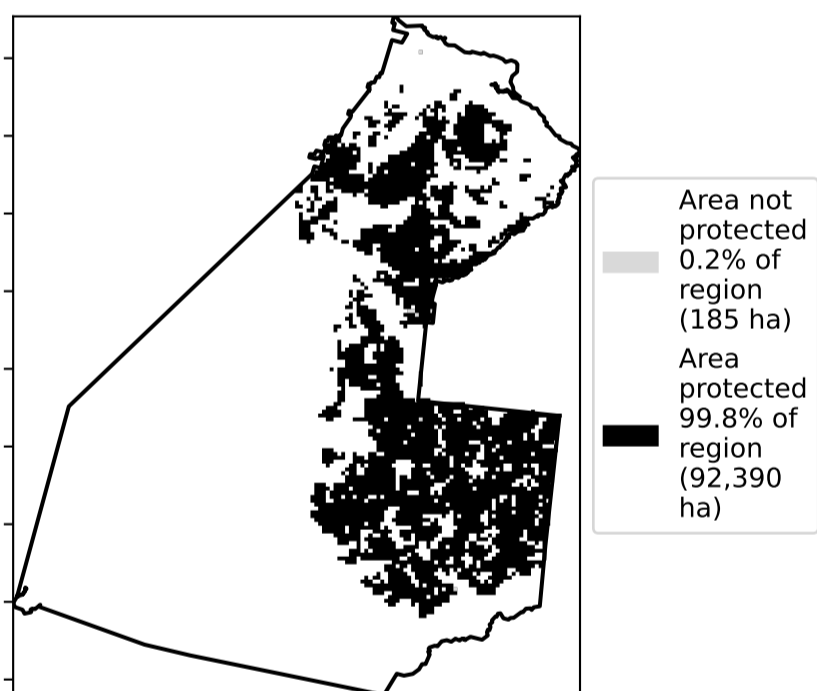 Area not
protected
0.2% of
region
(185 ha)
Area
protected
99.8% of
region
(92,390
ha)